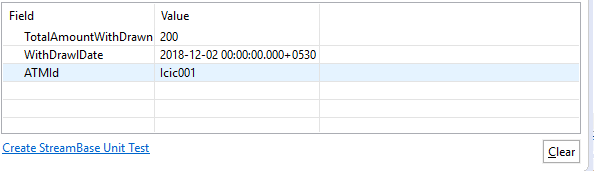 Field Value
TotalAmountWithDrawn 200
WithDrawlDate 2018-12-02 00:00:00.000+0530
ATMId Icic001
Create StreamBase Unit Test Clear